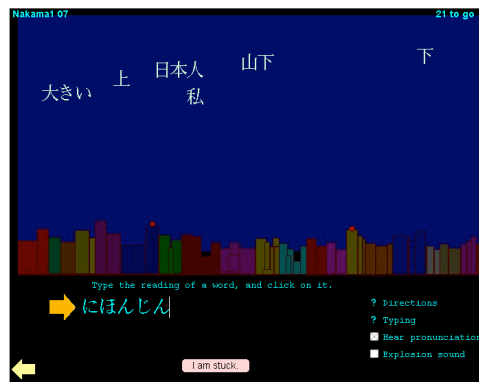 Nakama1 07
21 to go
山下
下
日本人
上
大きい
私
Type the reading of a word, and click on it.
にほんじん
? Directions
? Typing
Hear pronunciation
Explosion sound
I am stuck.